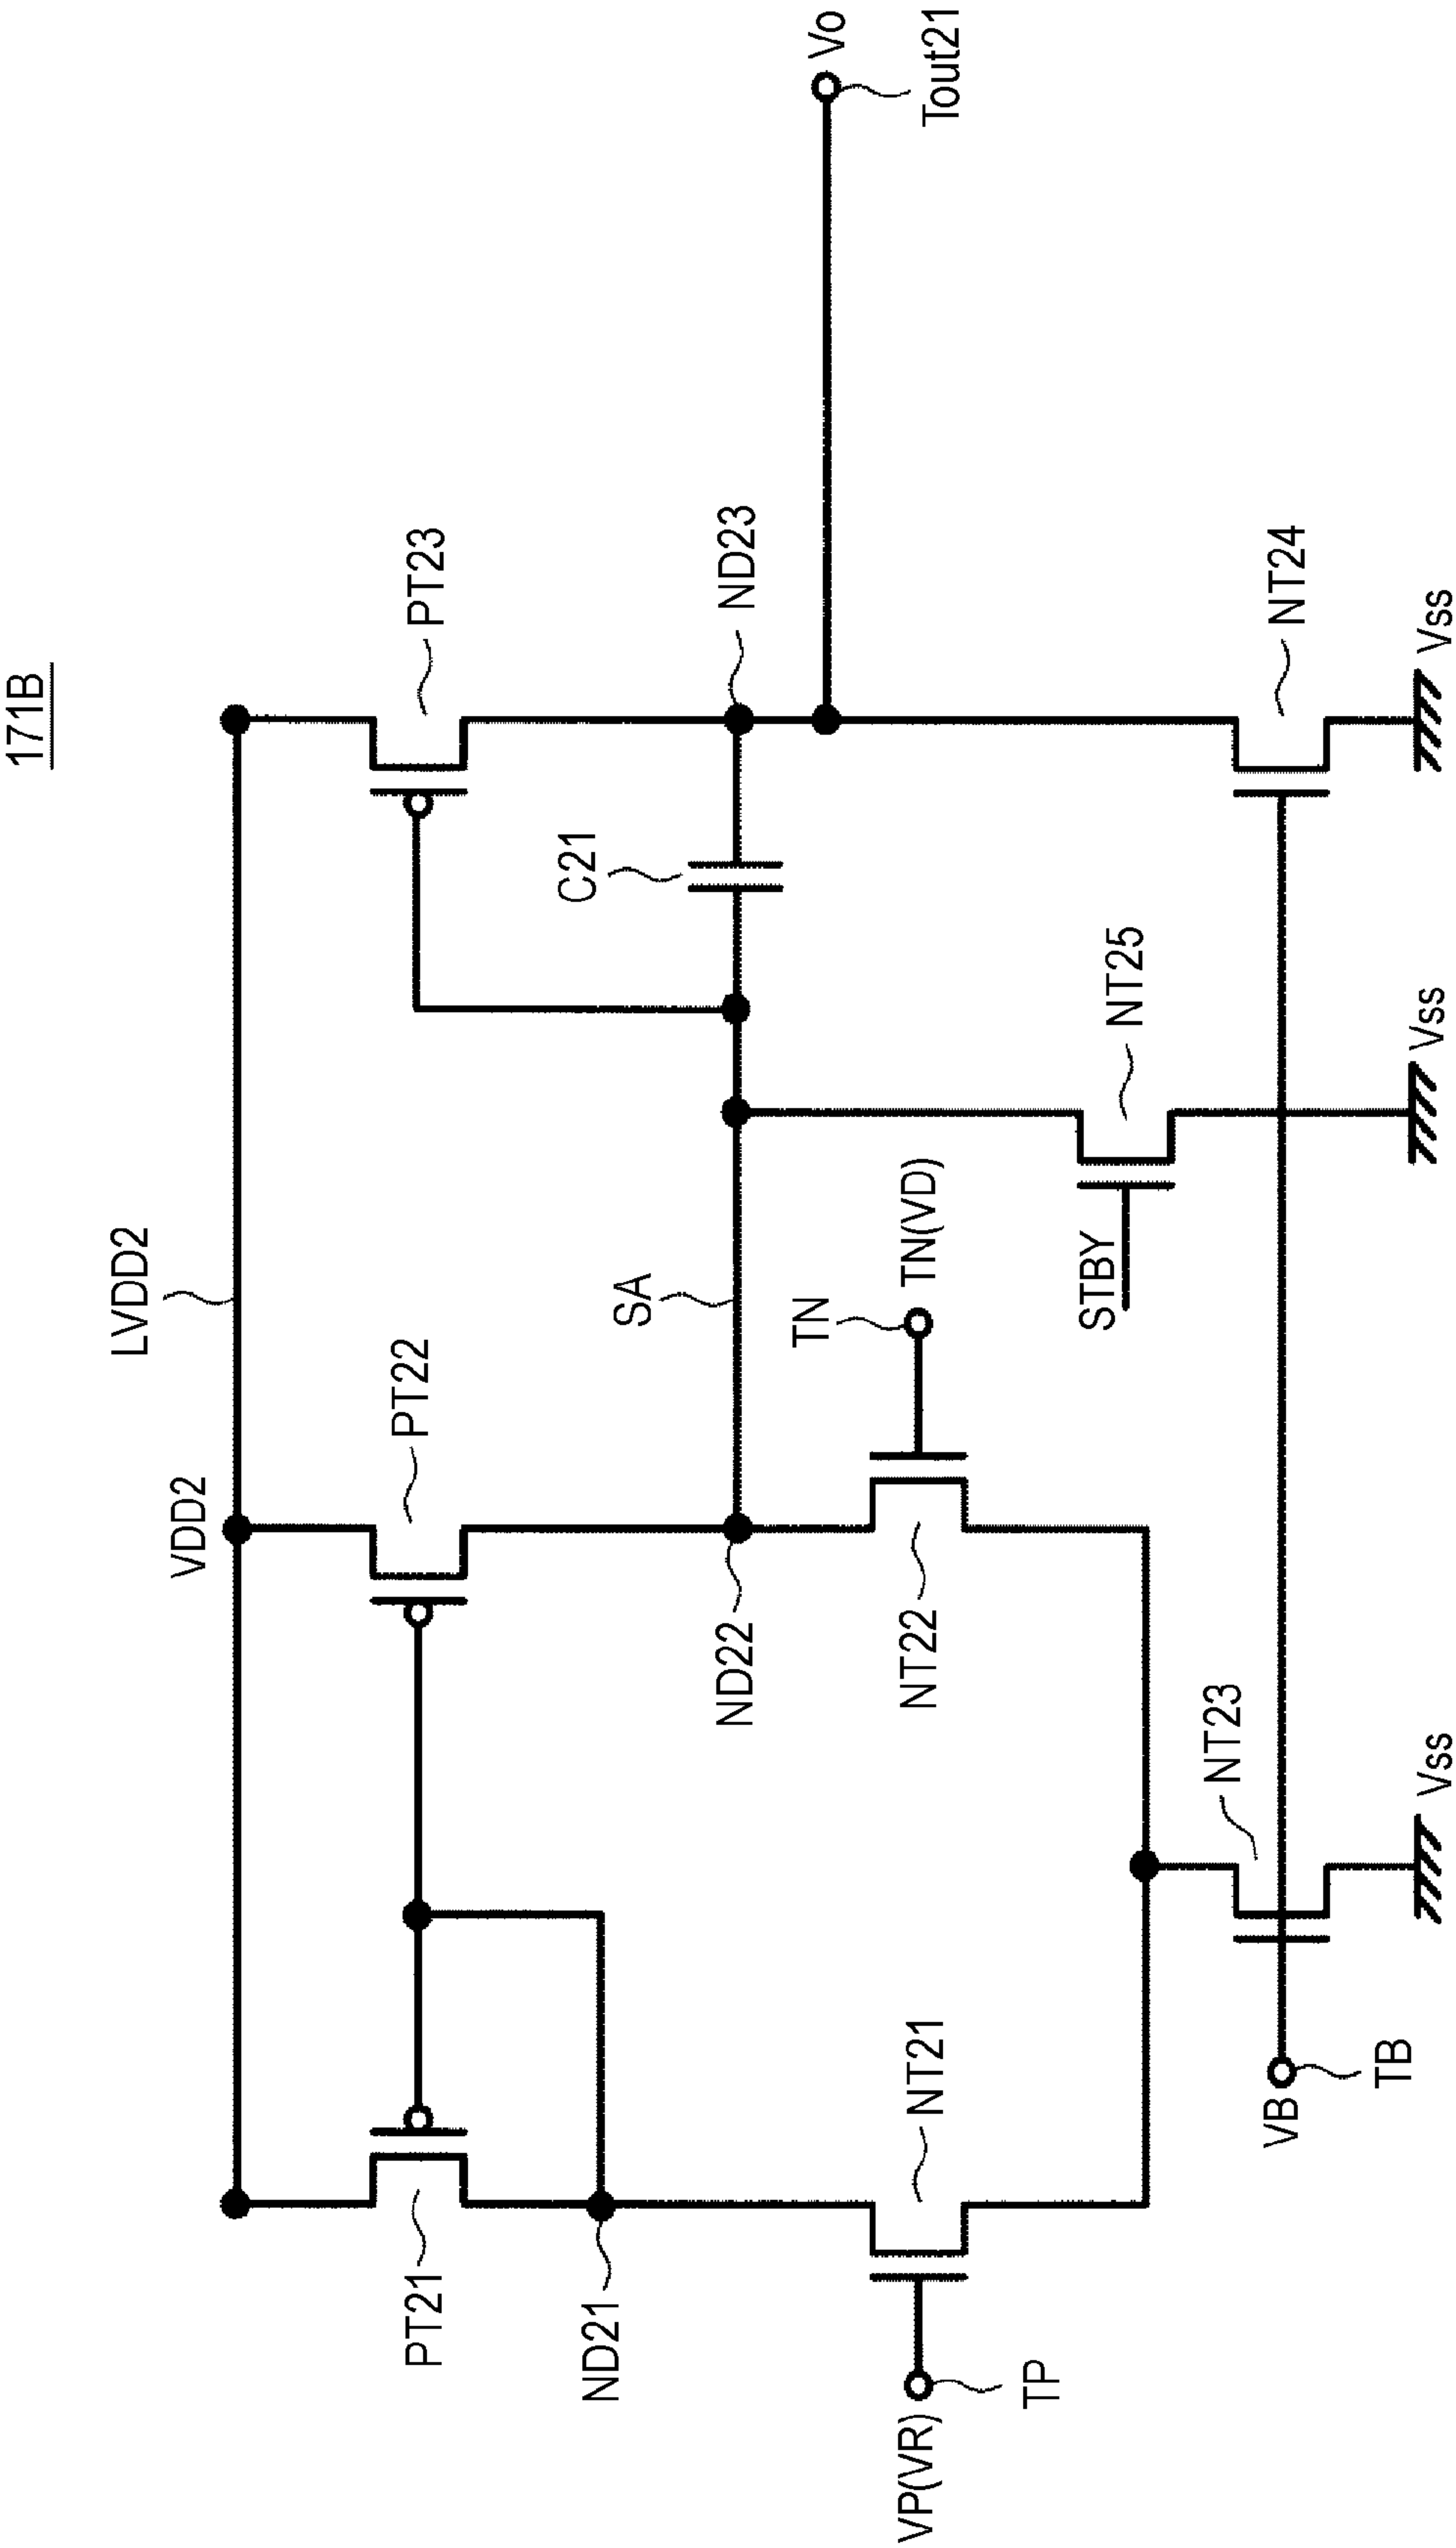 171B
LVDD2
VDD2
PT21
PT22
PT23
ND21
ND22
SA
C21
ND23
Vo
Tout21
VP(VR)
TP
NT21
NT22
TN
TN(VD)
STBY
NT25
VB
TB
NT23
NT24
Vss
Vss
Vss